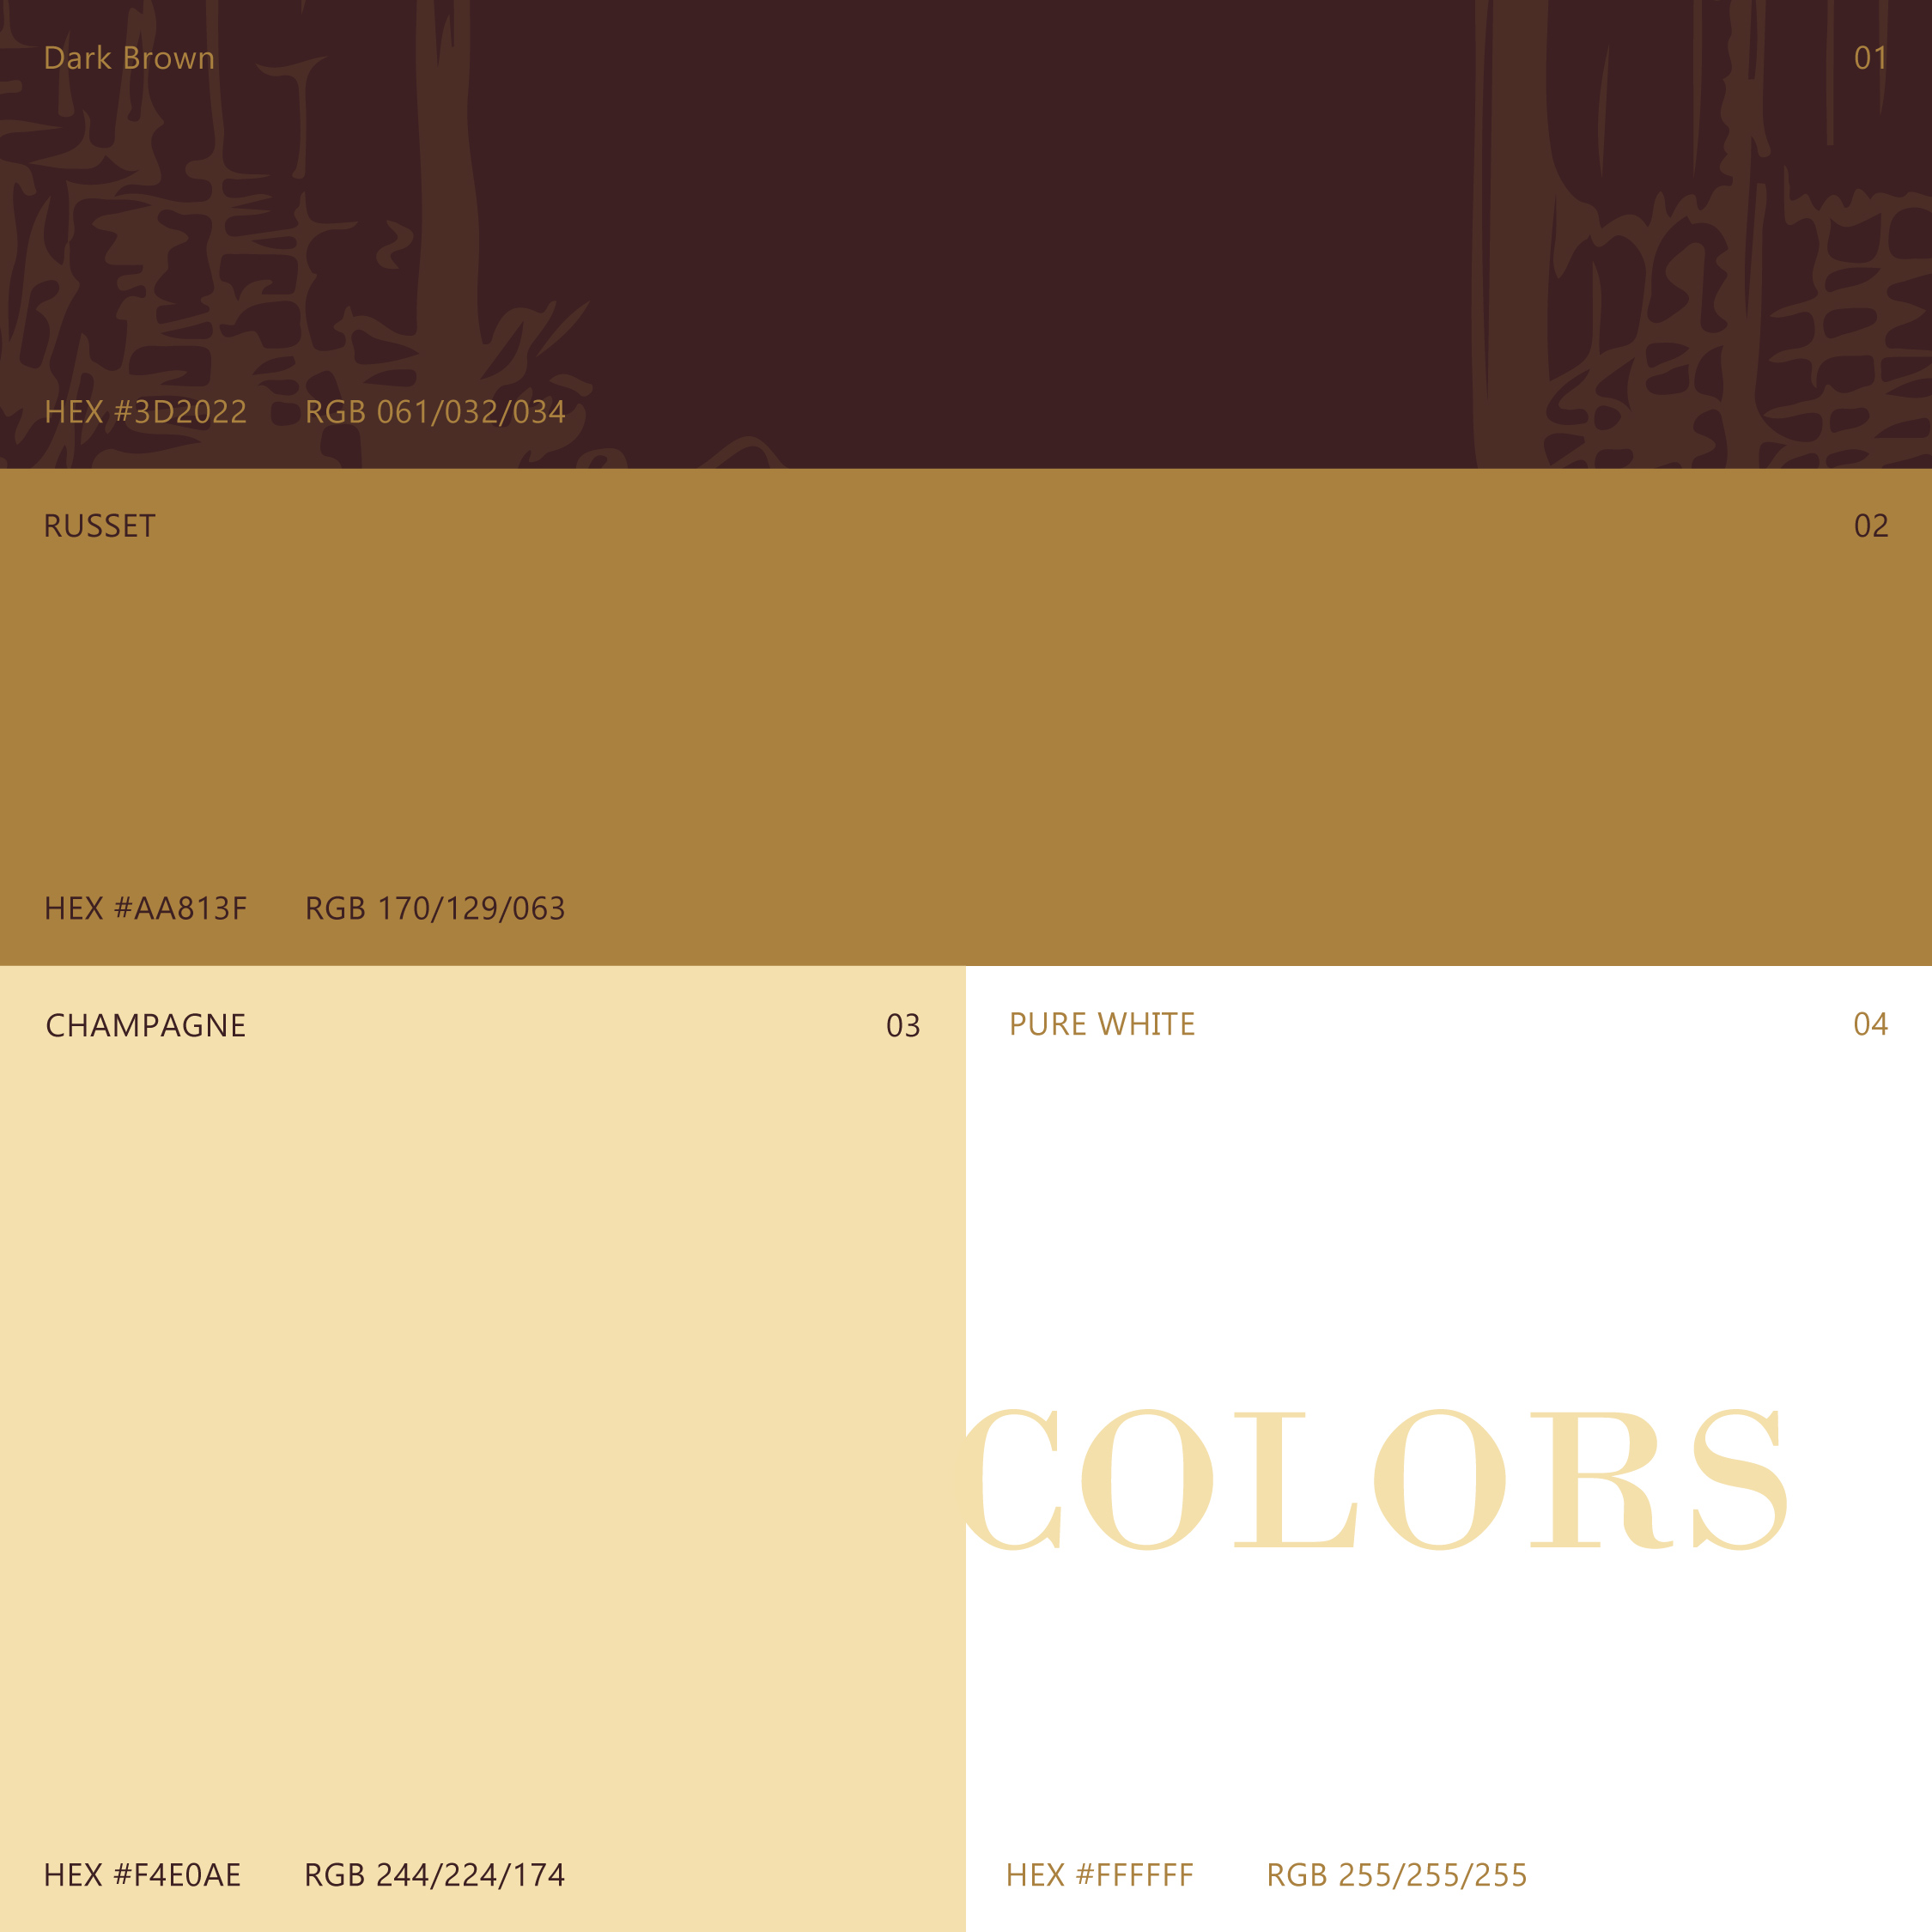 Dark Brown 01
HEX #3D2022 RGB 061/032/034
RUSSET 02
HEX #AA813F RGB 170/129/063
CHAMPAGNE 03
HEX #F4E0AE RGB 244/224/174
PURE WHITE 04
COLORS
HEX #FFFFFF RGB 255/255/255